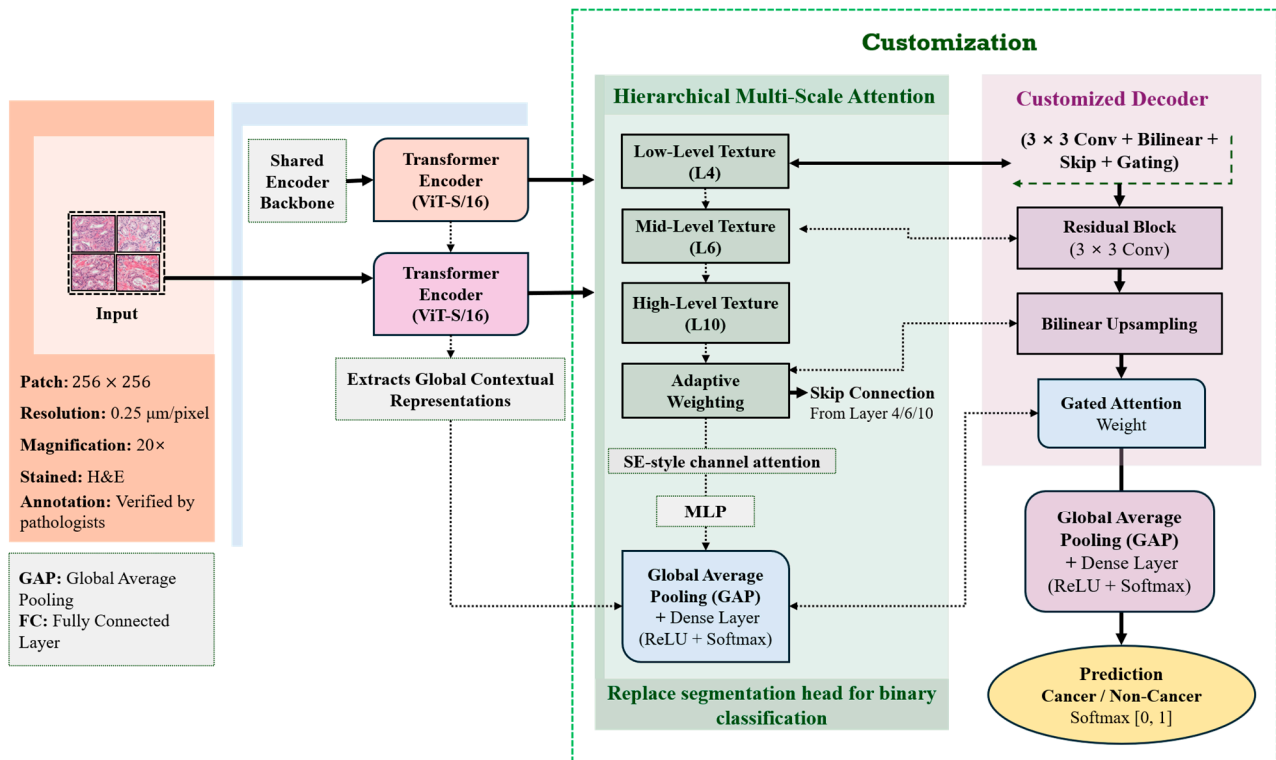 Customization
Input
Patch: 256 × 256
Resolution: 0.25 μm/pixel
Magnification: 20×
Stained: H&E
Annotation: Verified by
pathologists
GAP: Global Average
Pooling
FC: Fully Connected
Layer
Shared
Encoder
Backbone
Transformer
Encoder
(ViT-S/16)
Transformer
Encoder
(ViT-S/16)
Extracts Global Contextual
Representations
Hierarchical Multi-Scale Attention
Low-Level Texture
(L4)
Mid-Level Texture
(L6)
High-Level Texture
(L10)
Adaptive
Weighting
Skip Connection
From Layer 4/6/10
SE-style channel attention
MLP
Global Average
Pooling (GAP)
+ Dense Layer
(ReLU + Softmax)
Replace segmentation head for binary
classification
Customized Decoder
(3 × 3 Conv + Bilinear +
Skip + Gating)
Residual Block
(3 × 3 Conv)
Bilinear Upsampling
Gated Attention
Weight
Global Average
Pooling (GAP)
+ Dense Layer
(ReLU + Softmax)
Prediction
Cancer / Non-Cancer
Softmax [0, 1]